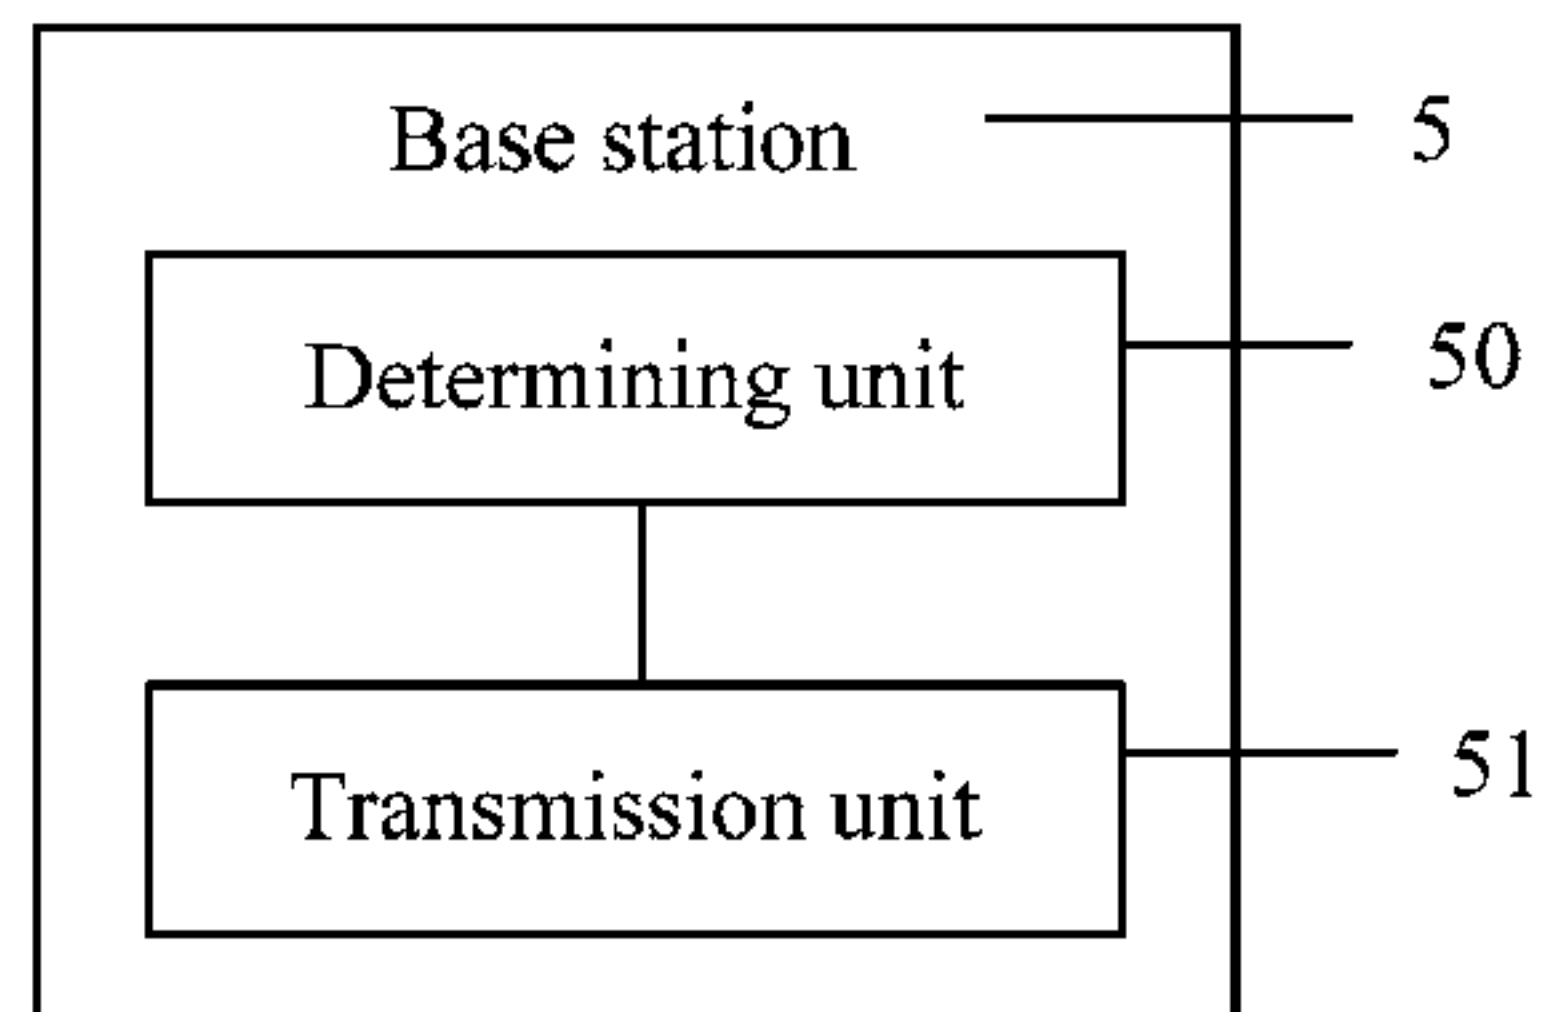 Base station 5
Determining unit 50
Transmission unit 51